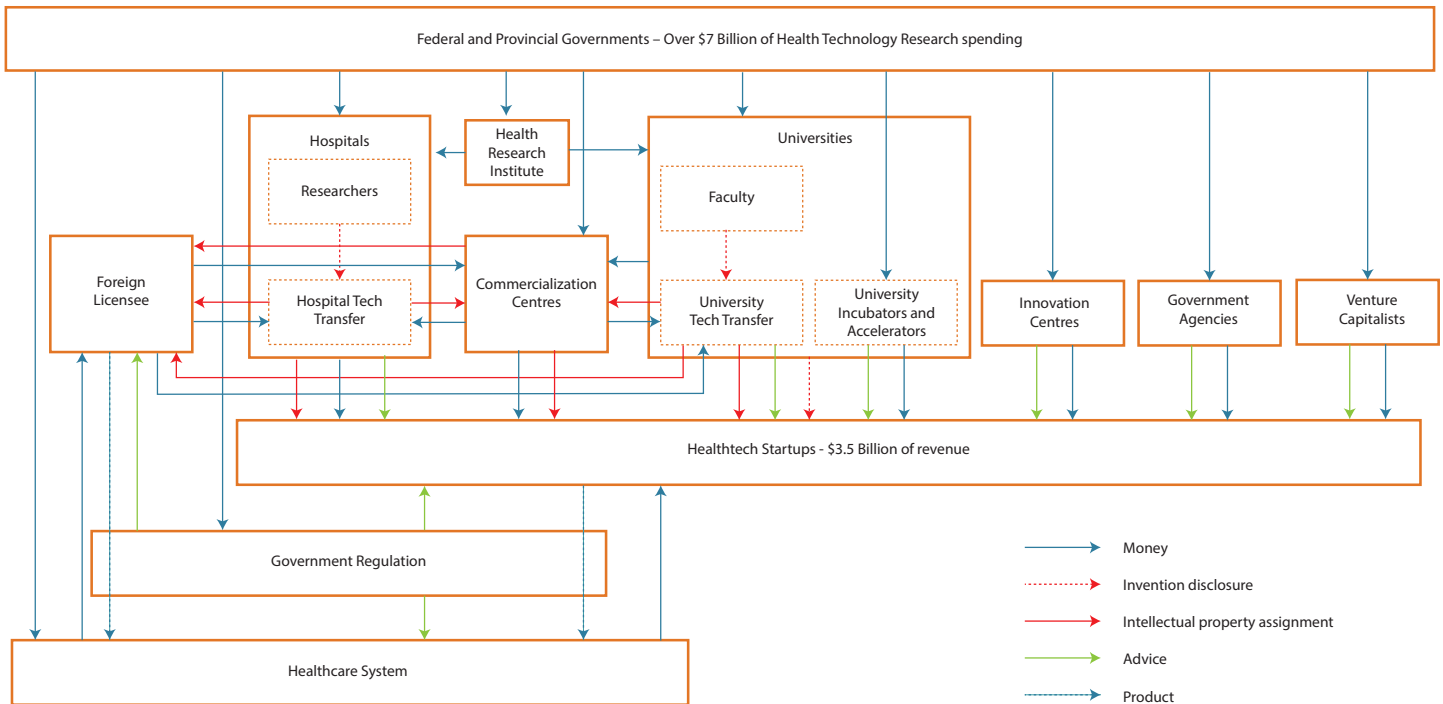 Federal and Provincial Governments – Over $7 Billion of Health Technology Research spending
Hospitals
Health
Research
Institute
Universities
Researchers
Faculty
Foreign
Licensee
Hospital Tech
Transfer
Commercialization
Centres
University
Tech Transfer
University
Incubators and
Accelerators
Innovation
Centres
Government
Agencies
Venture
Capitalists
Healthtech Startups - $3.5 Billion of revenue
Government Regulation
Healthcare System
Money
Invention disclosure
Intellectual property assignment
Advice
Product